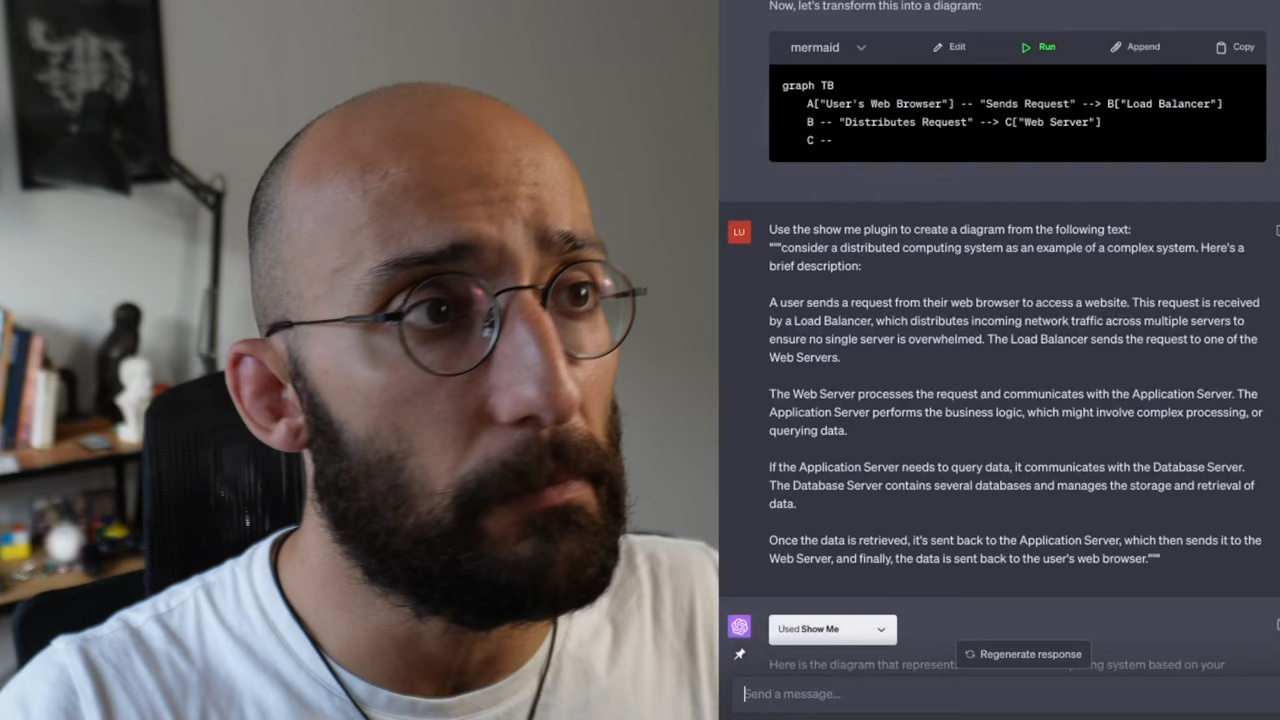 Now, let's transform this into a diagram:
mermaid Edit Run Append Copy
graph TB
A["User's Web Browser"] -- "Sends Request" --> B["Load Balancer"]
B -- "Distributes Request" --> C["Web Server"]
C --
LU
Use the show me plugin to create a diagram from the following text:
"""consider a distributed computing system as an example of a complex system. Here's a
brief description:
A user sends a request from their web browser to access a website. This request is received
by a Load Balancer, which distributes incoming network traffic across multiple servers to
ensure no single server is overwhelmed. The Load Balancer sends the request to one of the
Web Servers.
The Web Server processes the request and communicates with the Application Server. The
Application Server performs the business logic, which might involve complex processing, or
querying data.
If the Application Server needs to query data, it communicates with the Database Server.
The Database Server contains several databases and manages the storage and retrieval of
data.
Once the data is retrieved, it's sent back to the Application Server, which then sends it to the
Web Server, and finally, the data is sent back to the user's web browser."""
Used Show Me
Regenerate response
Here is the diagram that system based on your
Send a message...